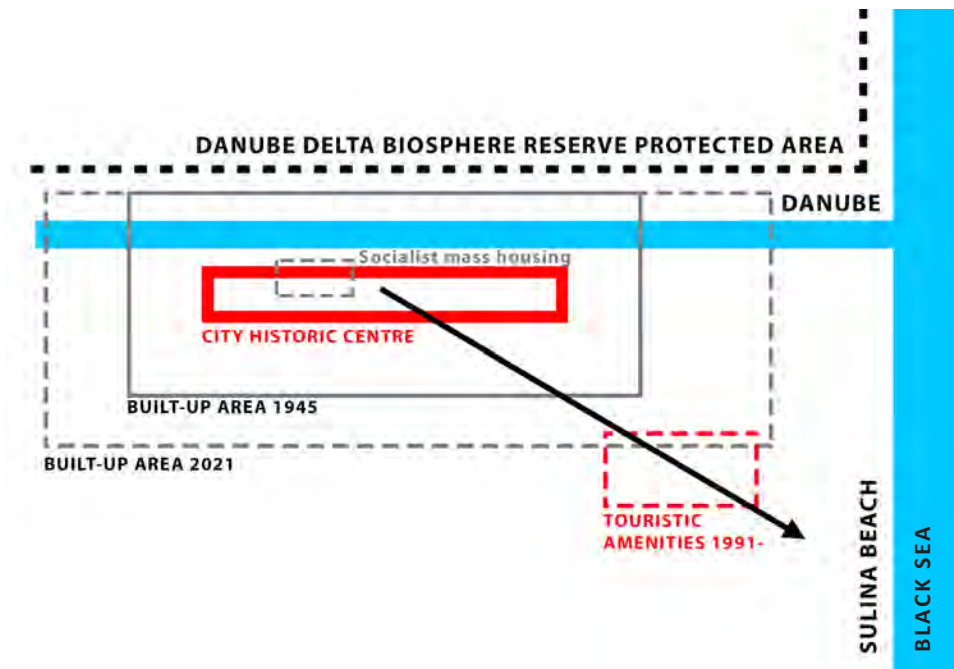 DANUBE DELTA BIOSPHERE RESERVE PROTECTED AREA
DANUBE
Socialist mass housing
CITY HISTORIC CENTRE
BUILT-UP AREA 1945
BUILT-UP AREA 2021
TOURISTIC
AMENITIES 1991-
SULINA BEACH
BLACK SEA